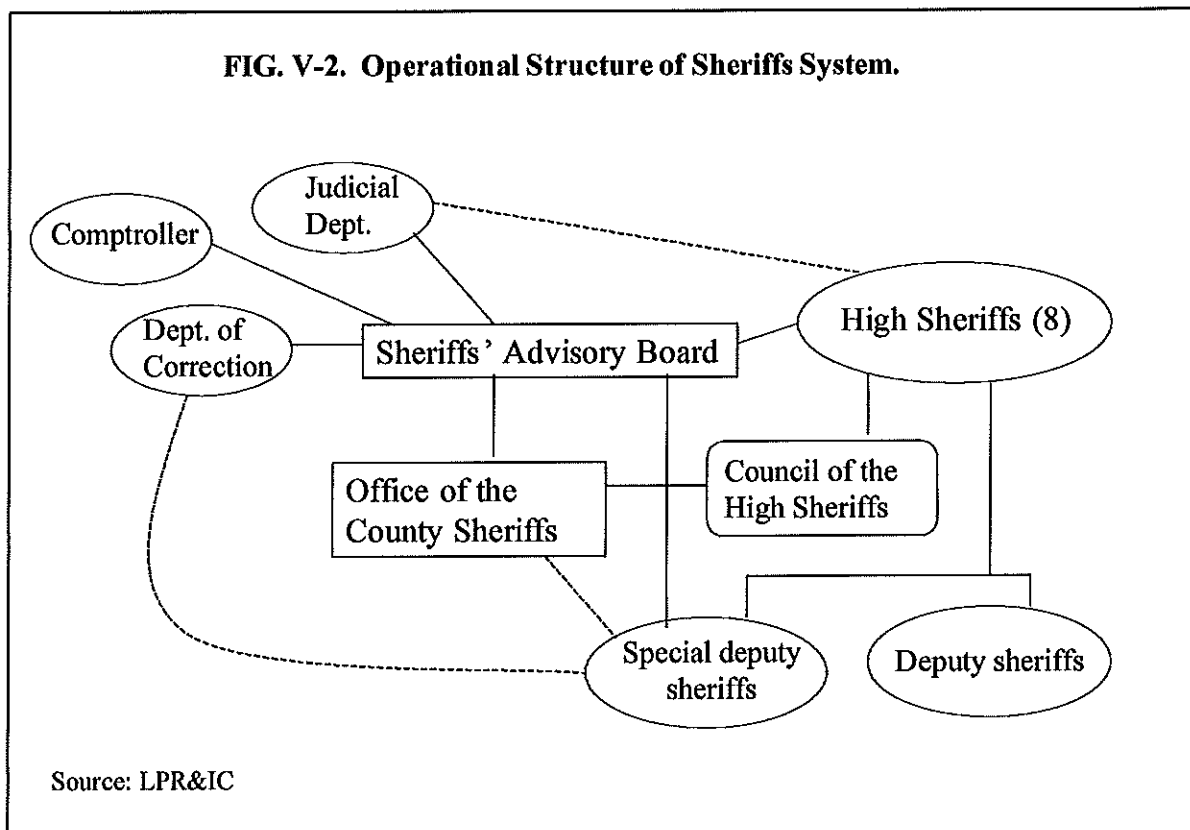 FIG. V-2. Operational Structure of Sheriffs System.
Judicial
Dept.
Comptroller
High Sheriffs (8)
Dept. of
Correction
Sheriffs' Advisory Board
Council of the
High Sheriffs
Office of the
County Sheriffs
Special deputy
sheriffs
Deputy sheriffs
Source: LPR&IC